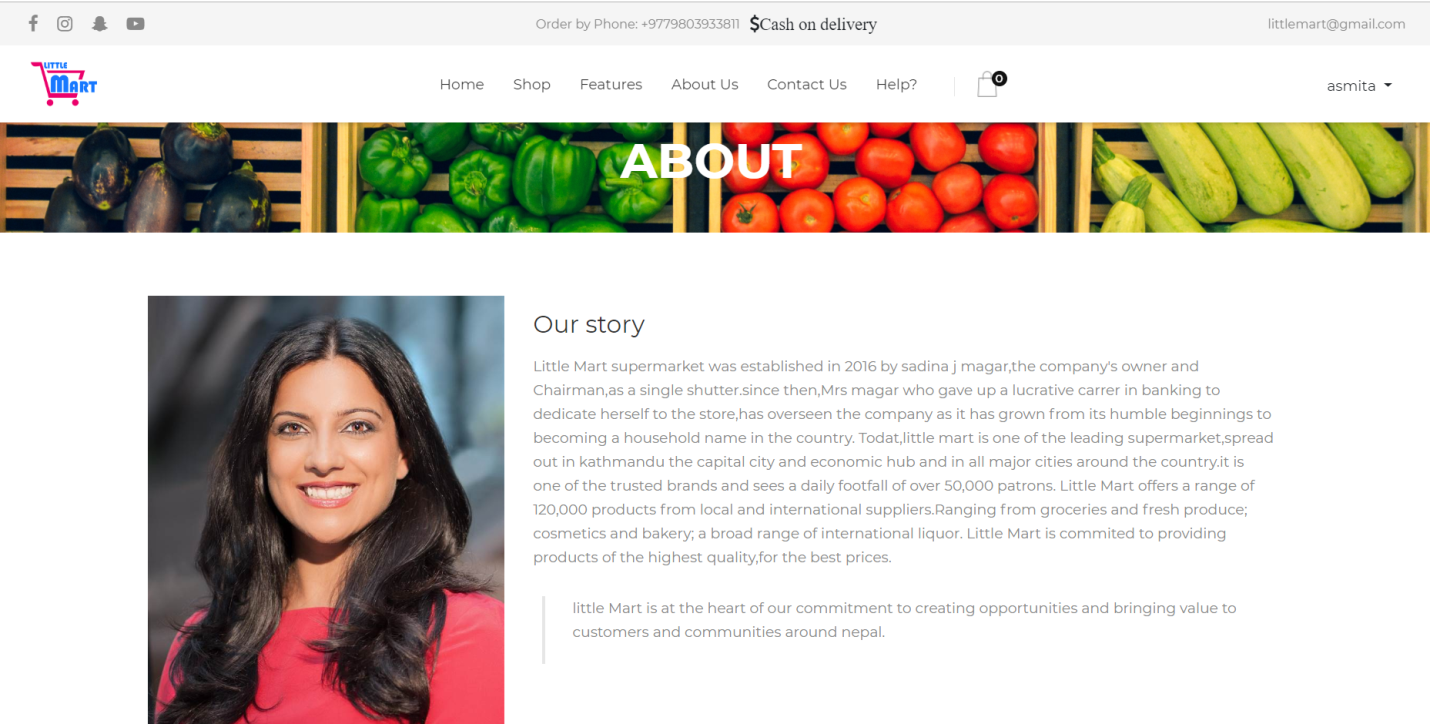 Order by Phone: +9779803933811 $Cash on delivery
littlemart@gmail.com
LITTLE
MART
Home Shop Features About Us Contact Us Help?
0
asmita
ABOUT
Our story
Little Mart supermarket was established in 2016 by sadina j magar,the company's owner and
Chairman,as a single shutter.since then,Mrs magar who gave up a lucrative carrer in banking to
dedicate herself to the store,has overseen the company as it has grown from its humble beginnings to
becoming a household name in the country. Todat,little mart is one of the leading supermarket,spread
out in kathmandu the capital city and economic hub and in all major cities around the country.it is
one of the trusted brands and sees a daily footfall of over 50,000 patrons. Little Mart offers a range of
120,000 products from local and international suppliers.Ranging from groceries and fresh produce;
cosmetics and bakery; a broad range of international liquor. Little Mart is commited to providing
products of the highest quality,for the best prices.
little Mart is at the heart of our commitment to creating opportunities and bringing value to
customers and communities around nepal.